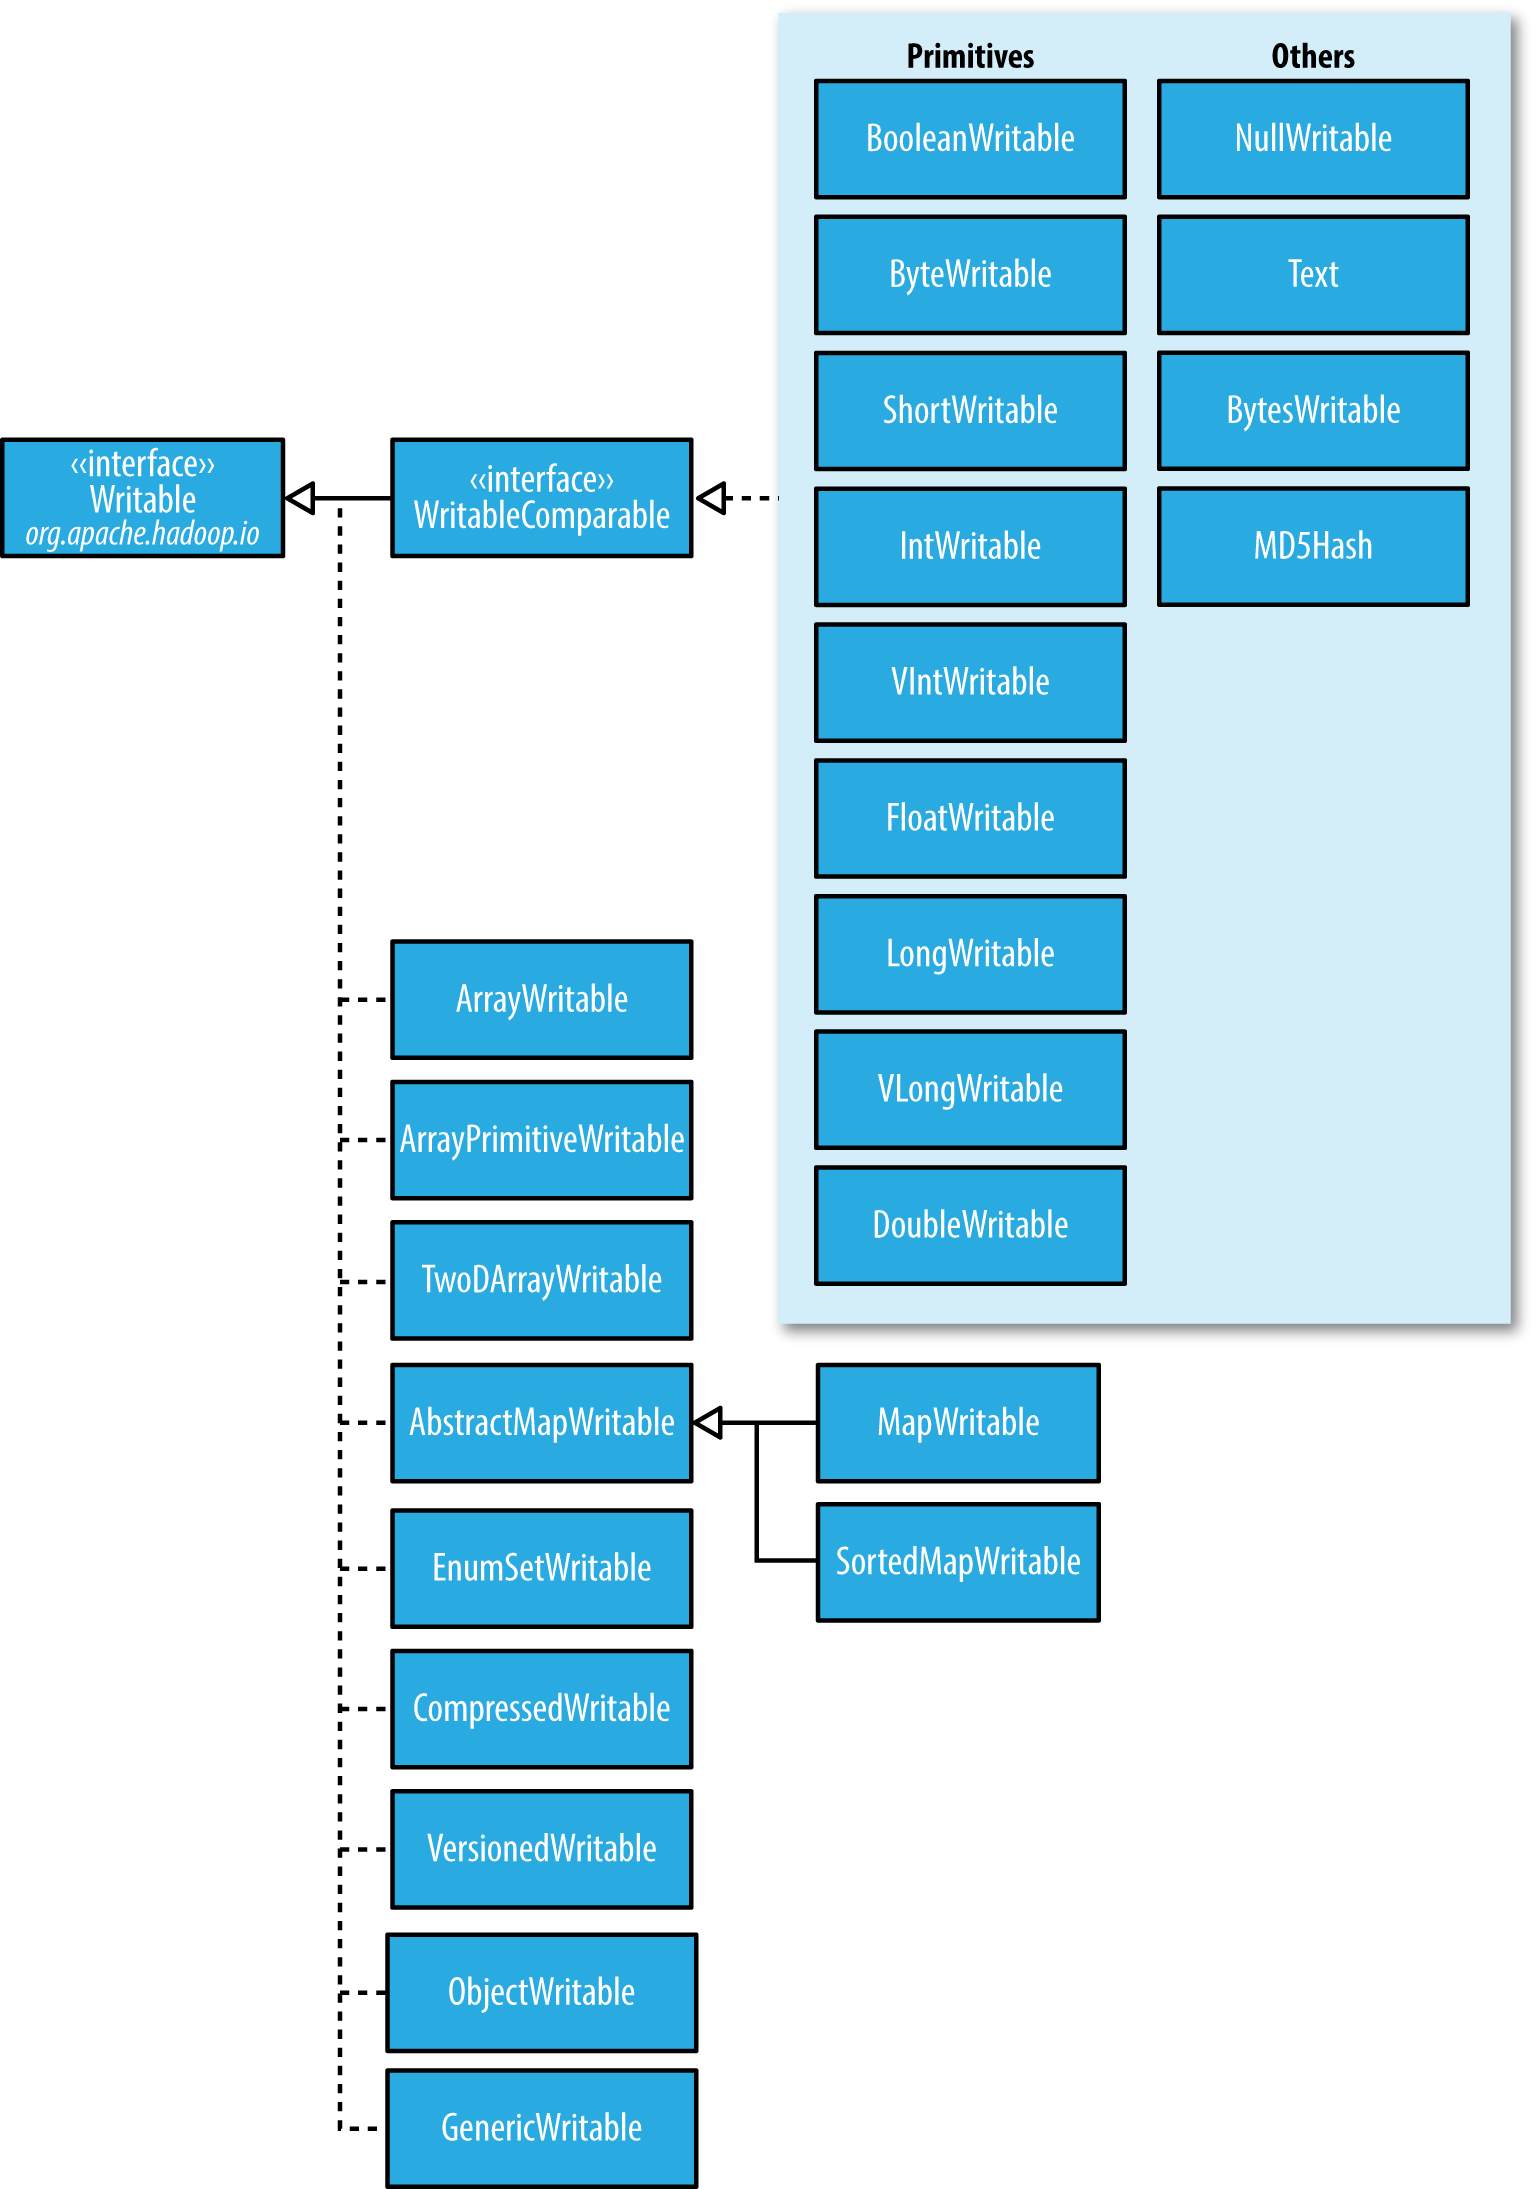 Primitives
Others
BooleanWritable
NullWritable
ByteWritable
Text
ShortWritable
BytesWritable
‹‹interface››
Writable
org.apache.hadoop.io
‹‹interface››
WritableComparable
IntWritable
MD5Hash
VIntWritable
FloatWritable
LongWritable
VLongWritable
DoubleWritable
ArrayWritable
ArrayPrimitiveWritable
TwoDArrayWritable
AbstractMapWritable
MapWritable
EnumSetWritable
SortedMapWritable
CompressedWritable
VersionedWritable
ObjectWritable
GenericWritable